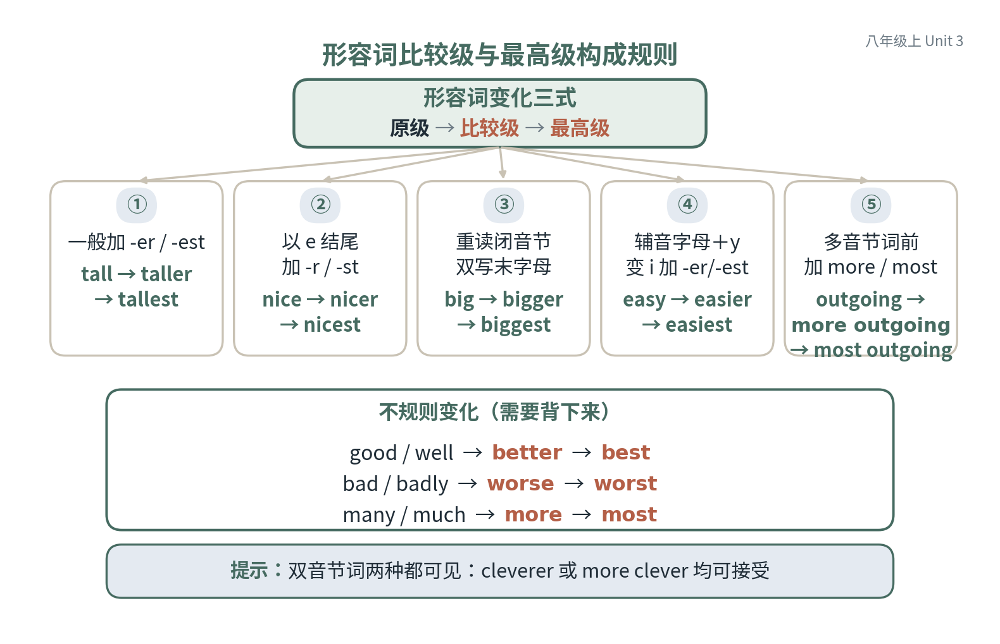 八年级上 Unit 3
形容词比较级与最高级构成规则
形容词变化三式
原级 → 比较级 → 最高级
①
一般加 -er / -est
tall → taller
→ tallest
②
以 e 结尾
加 -r / -st
nice → nicer
→ nicest
③
重读闭音节
双写末字母
big → bigger
→ biggest
④
辅音字母＋y
变 i 加 -er/-est
easy → easier
→ easiest
⑤
多音节词前
加 more / most
outgoing →
more outgoing
→ most outgoing
不规则变化（需要背下来）
good / well → better → best
bad / badly → worse → worst
many / much → more → most
提示：双音节词两种都可见：cleverer 或 more clever 均可接受